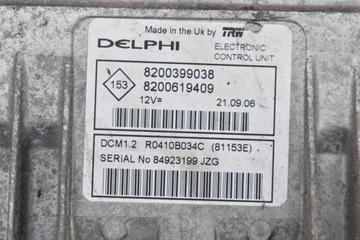 Made in the Uk by TRW
DELPHI
ELECTRONIC
CONTROL UNIT
153
8200399038
8200619409
12V=
21.09.06
DCM1.2 R0410B034C (81153E)
SERIAL No 84923199 JZG